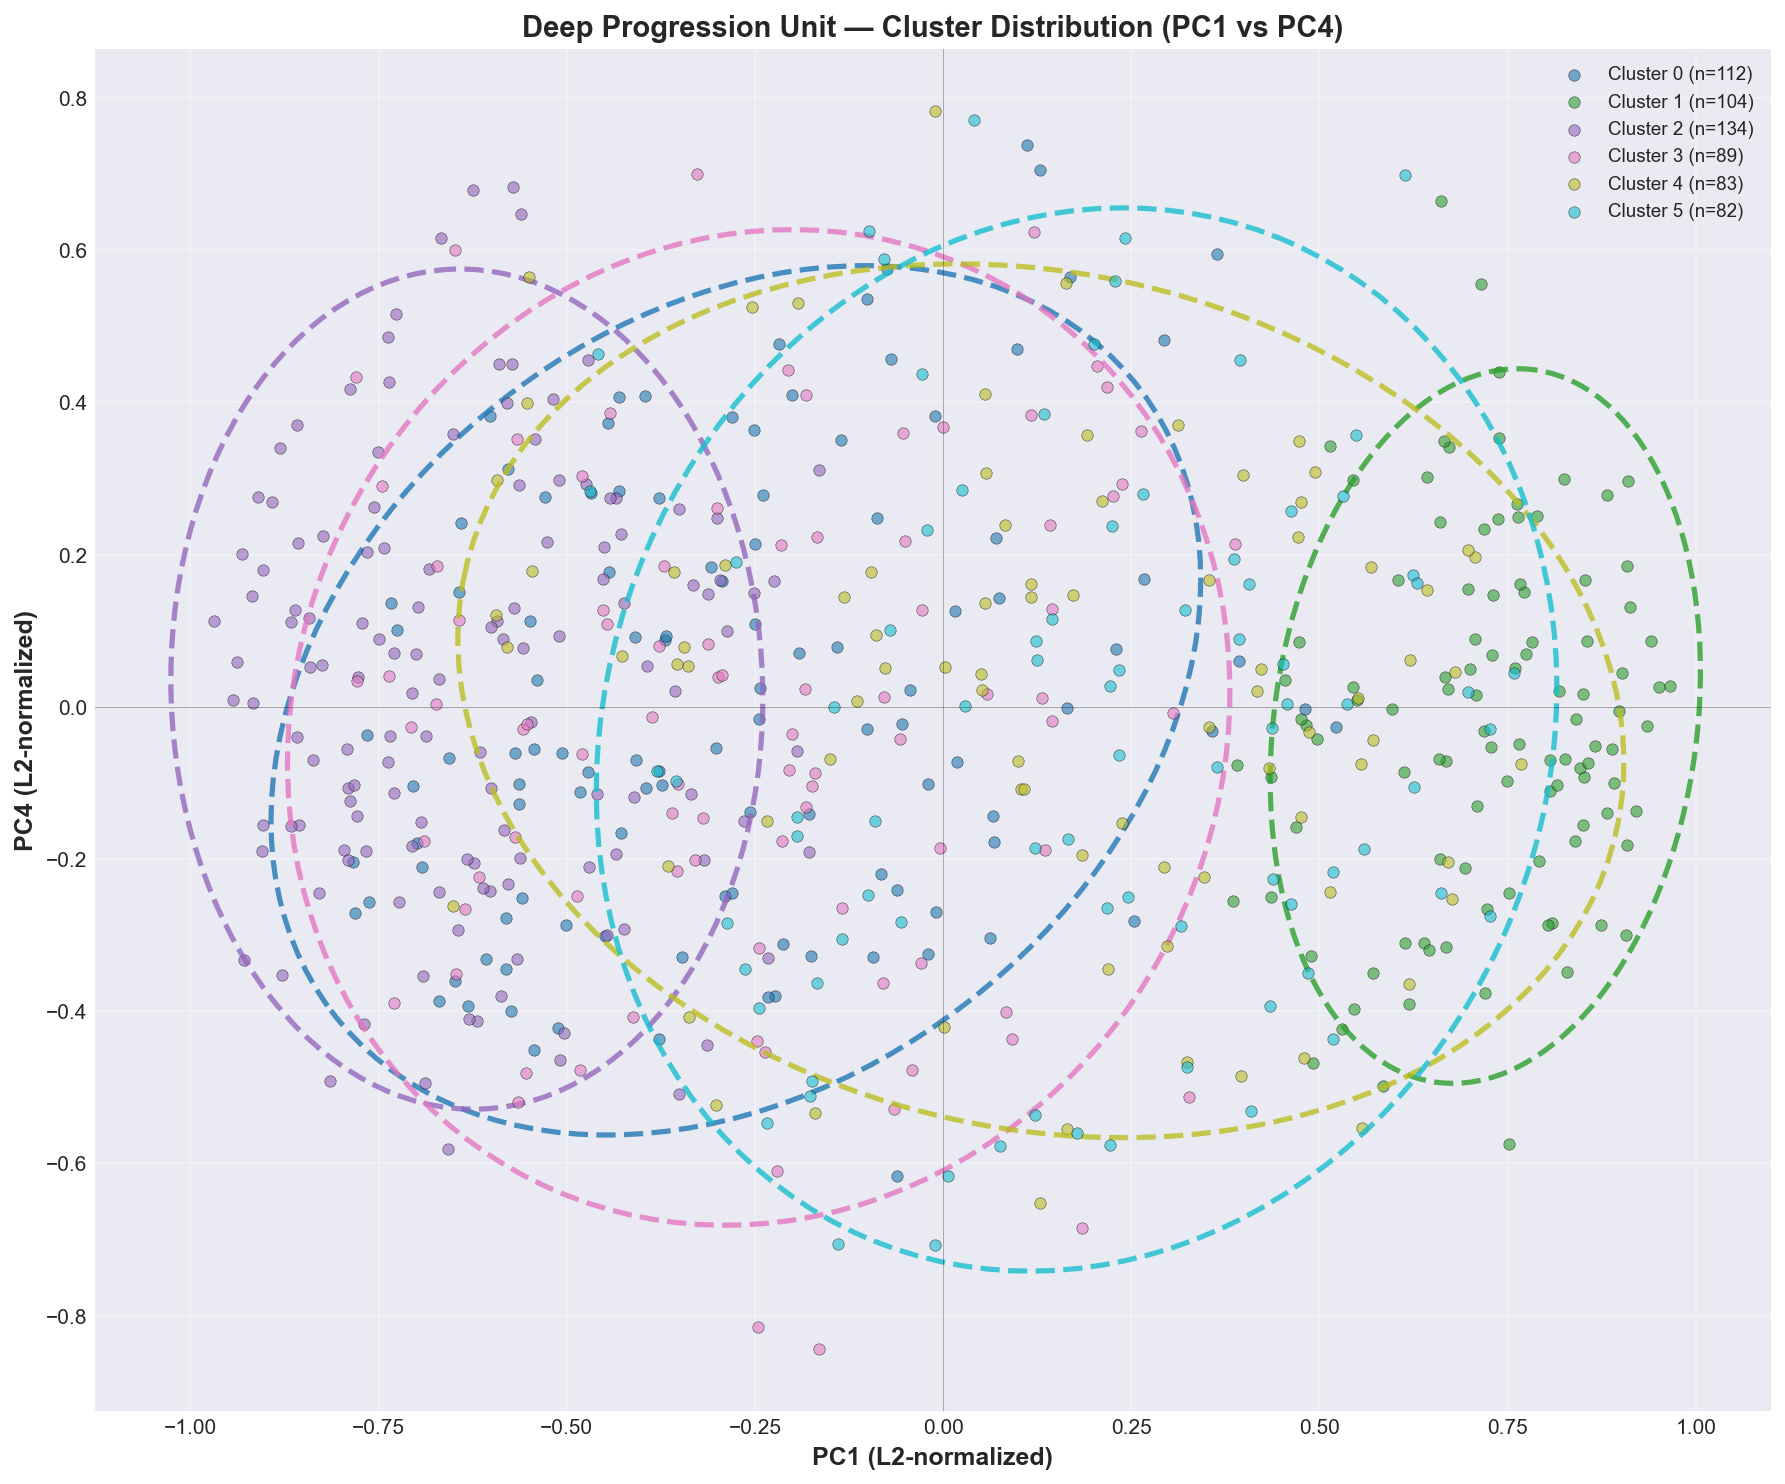 Deep Progression Unit — Cluster Distribution (PC1 vs PC4)
Cluster 0 (n=112)
Cluster 1 (n=104)
Cluster 2 (n=134)
Cluster 3 (n=89)
Cluster 4 (n=83)
Cluster 5 (n=82)
PC4 (L2-normalized)
0.8
0.6
0.4
0.2
0.0
−0.2
−0.4
−0.6
−0.8
−1.00 −0.75 −0.50 −0.25 0.00 0.25 0.50 0.75 1.00
PC1 (L2-normalized)